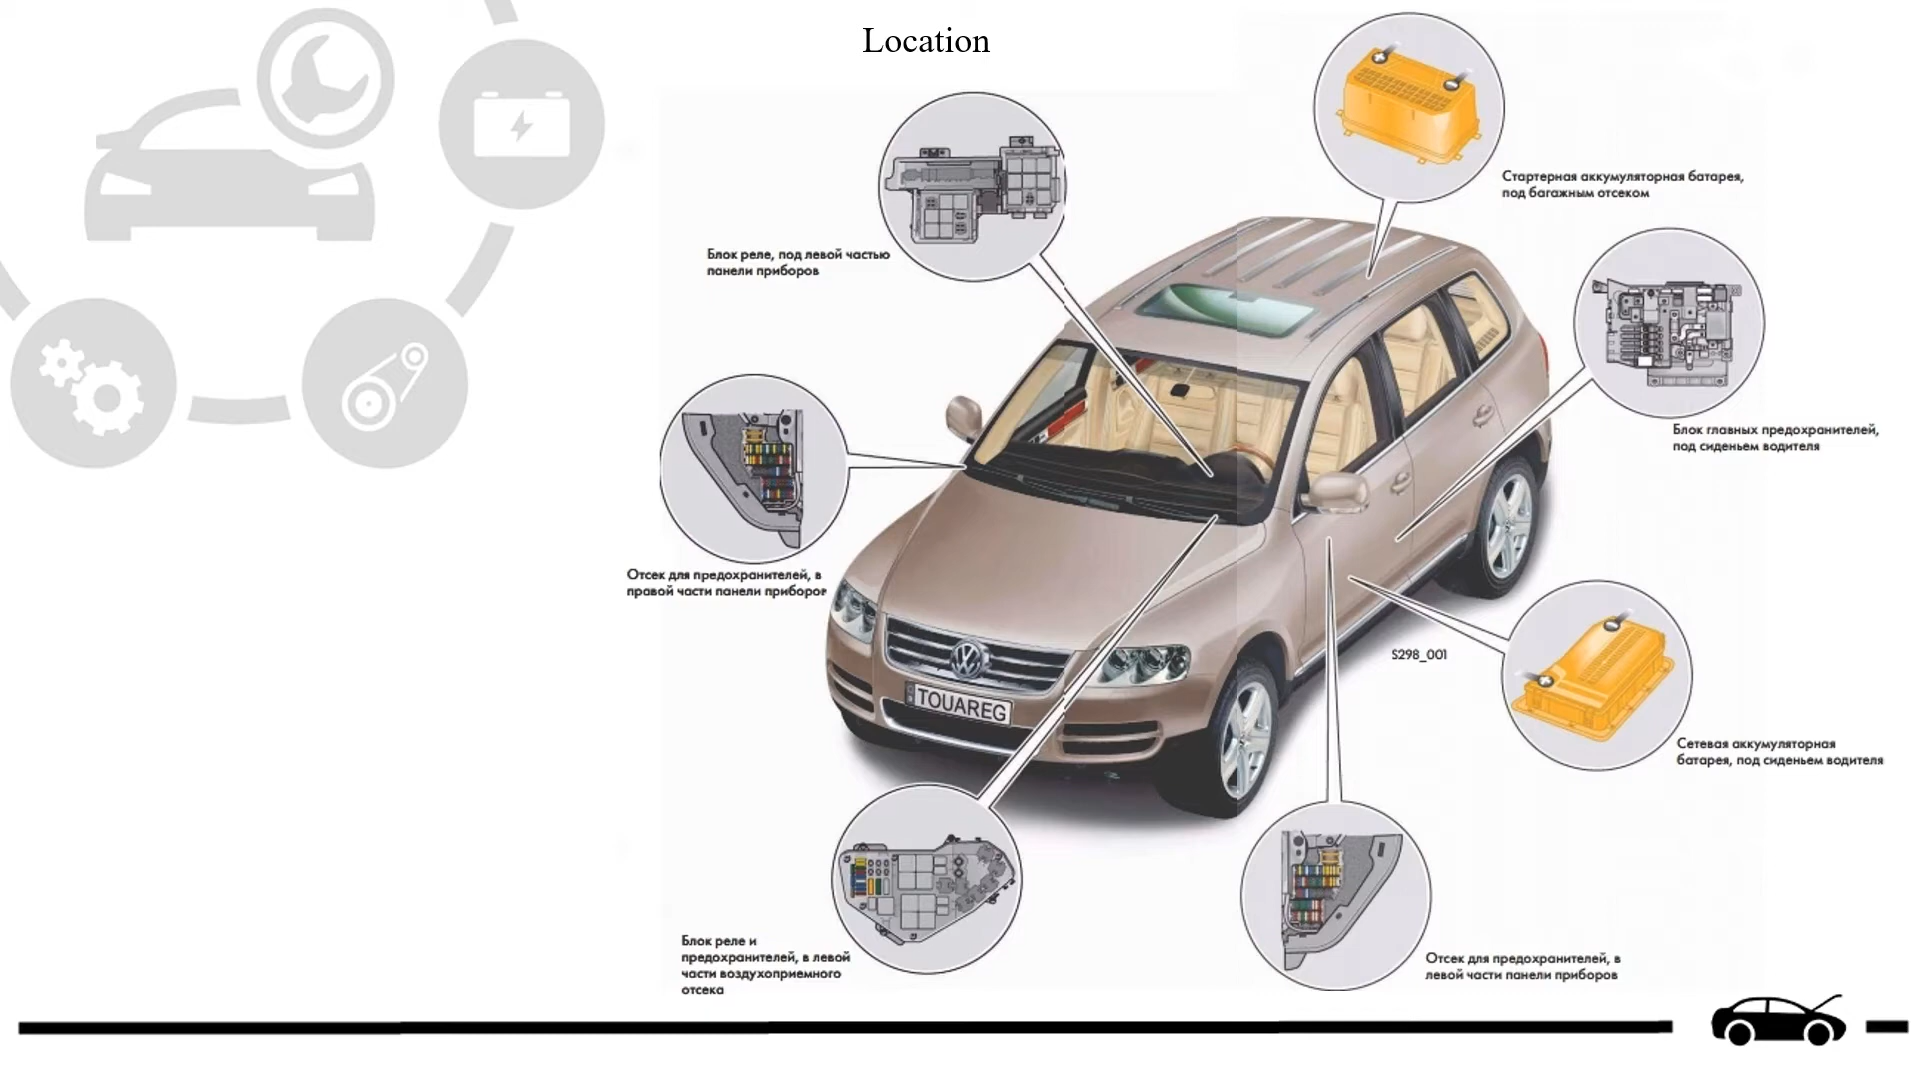 Location
Стартерная аккумуляторная батарея,
под багажным отсеком
Блок реле, под левой частью
панели приборов
Блок главных предохранителей,
под сиденьем водителя
Отсек для предохранителей, в
правой части панели приборов
S298_001
TOUAREG
Сетевая аккумуляторная
батарея, под сиденьем водителя
Блок реле и
предохранителей, в левой
части воздухоприемного
отсека
Отсек для предохранителей, в
левой части панели приборов